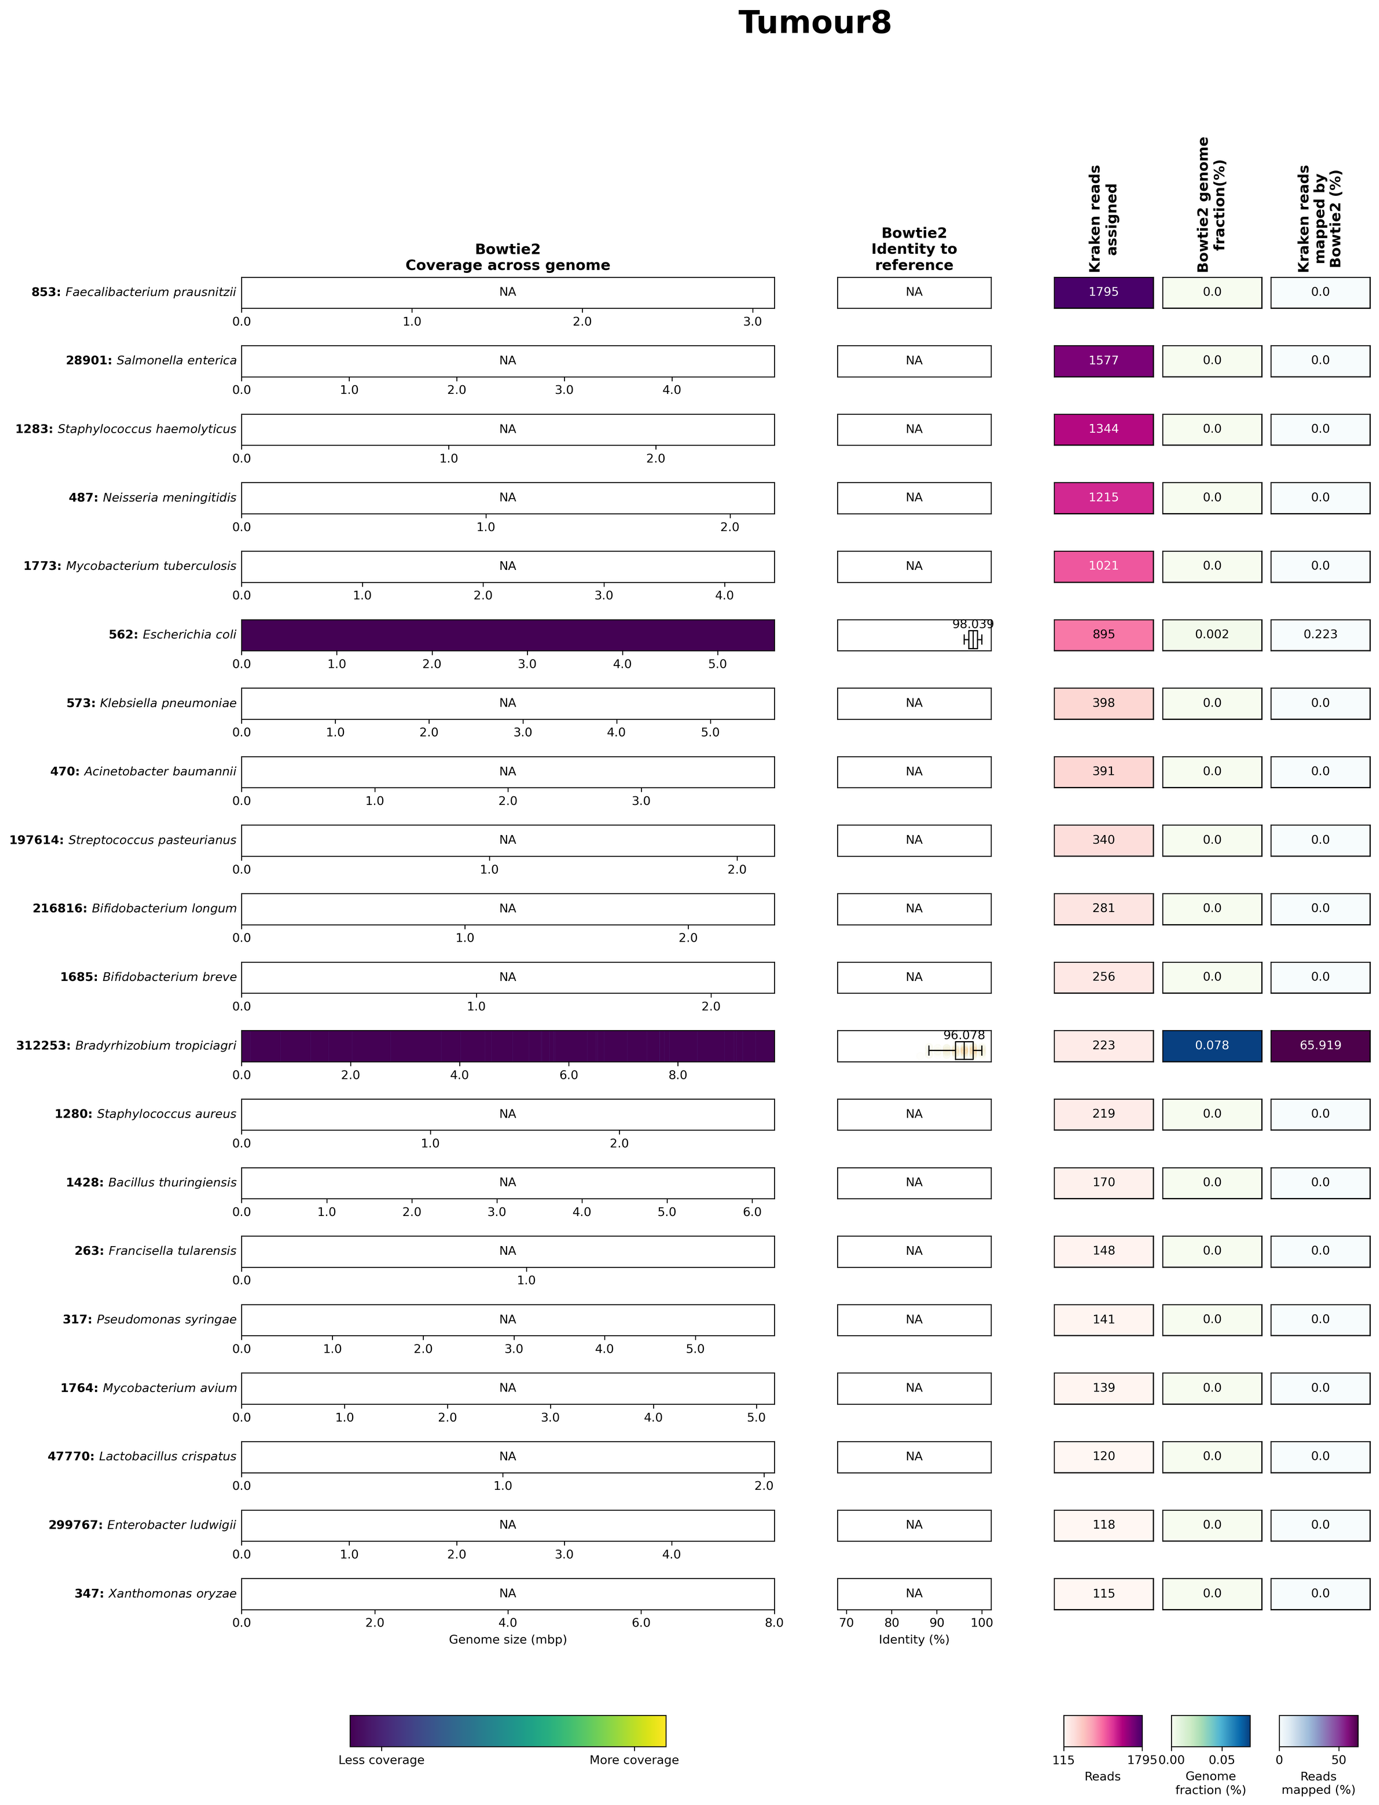 Tumour8
Bowtie2
Coverage across genome
Bowtie2
Identity to
reference
Kraken reads
assigned
Bowtie2 genome
fraction(%)
Kraken reads
mapped by
Bowtie2 (%)
853: Faecalibacterium prausnitzii NA NA 1795 0.0 0.0
0.0 1.0 2.0 3.0
28901: Salmonella enterica NA NA 1577 0.0 0.0
0.0 1.0 2.0 3.0 4.0
1283: Staphylococcus haemolyticus NA NA 1344 0.0 0.0
0.0 1.0 2.0
487: Neisseria meningitidis NA NA 1215 0.0 0.0
0.0 1.0 2.0
1773: Mycobacterium tuberculosis NA NA 1021 0.0 0.0
0.0 1.0 2.0 3.0 4.0
562: Escherichia coli 98.039 895 0.002 0.223
0.0 1.0 2.0 3.0 4.0 5.0
573: Klebsiella pneumoniae NA NA 398 0.0 0.0
0.0 1.0 2.0 3.0 4.0 5.0
470: Acinetobacter baumannii NA NA 391 0.0 0.0
0.0 1.0 2.0 3.0
197614: Streptococcus pasteurianus NA NA 340 0.0 0.0
0.0 1.0 2.0
216816: Bifidobacterium longum NA NA 281 0.0 0.0
0.0 1.0 2.0
1685: Bifidobacterium breve NA NA 256 0.0 0.0
0.0 1.0 2.0
312253: Bradyrhizobium tropiciagri 96.078 223 0.078 65.919
0.0 2.0 4.0 6.0 8.0
1280: Staphylococcus aureus NA NA 219 0.0 0.0
0.0 1.0 2.0
1428: Bacillus thuringiensis NA NA 170 0.0 0.0
0.0 1.0 2.0 3.0 4.0 5.0 6.0
263: Francisella tularensis NA NA 148 0.0 0.0
0.0 1.0
317: Pseudomonas syringae NA NA 141 0.0 0.0
0.0 1.0 2.0 3.0 4.0 5.0
1764: Mycobacterium avium NA NA 139 0.0 0.0
0.0 1.0 2.0 3.0 4.0 5.0
47770: Lactobacillus crispatus NA NA 120 0.0 0.0
0.0 1.0 2.0
299767: Enterobacter ludwigii NA NA 118 0.0 0.0
0.0 1.0 2.0 3.0 4.0
347: Xanthomonas oryzae NA NA 115 0.0 0.0
0.0 2.0 4.0 6.0 8.0 70 80 90 100
Genome size (mbp) Identity (%)
Less coverage More coverage
115 1795
Reads
0.00 0.05
Genome
fraction (%)
0 50
Reads
mapped (%)